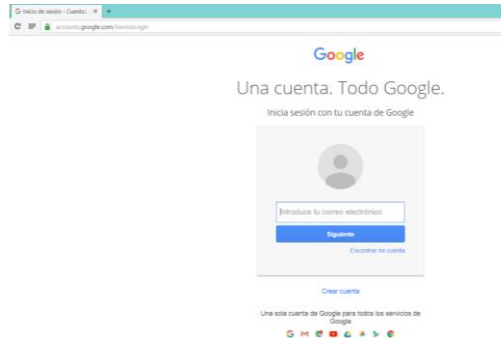 Inicio de sesión - Cuentas
accounts.google.com/ServiceLogin
Google
Una cuenta. Todo Google.
Inicia sesión con tu cuenta de Google
Introduce tu correo electrónico
Siguiente
Encontrar mi cuenta
Crear cuenta
Una sola cuenta de Google para todos los servicios de
Google